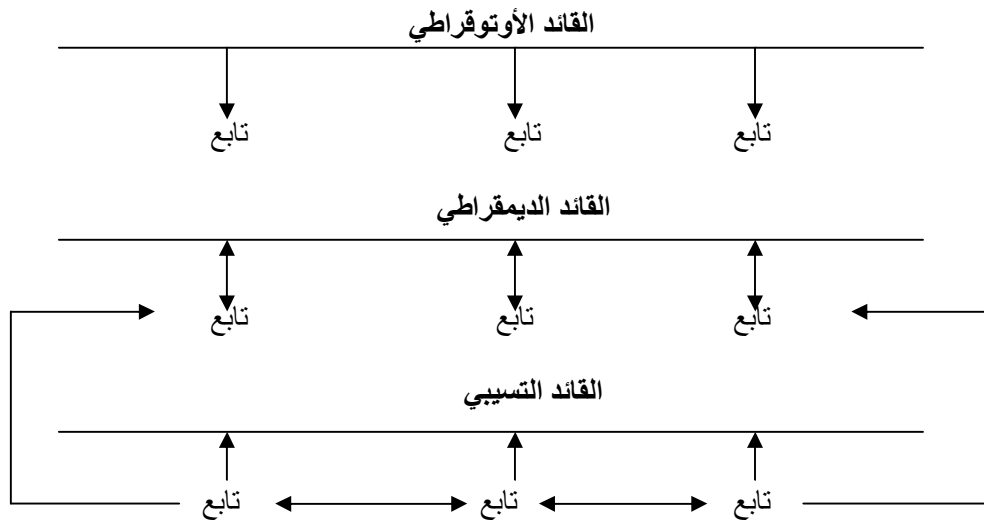 القائد الأوتوقراطي
تابع تابع تابع
القائد الديمقراطي
تابع تابع تابع
القائد التسيبي
تابع تابع تابع